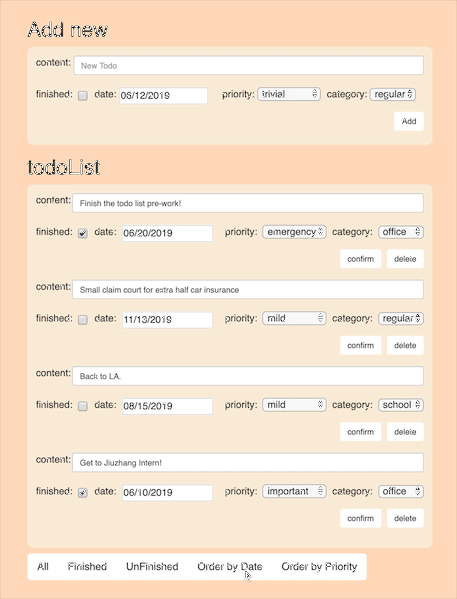 Add new
content: New Todo
finished: date: 06/12/2019 priority: trivial category: regular
Add
todoList
content: Finish the todo list pre-work!
finished: date: 06/20/2019 priority: emergency category: office
confirm delete
content: Small claim court for extra half car insurance
finished: date: 11/13/2019 priority: mild category: regular
confirm delete
content: Back to LA.
finished: date: 08/15/2019 priority: mild category: school
confirm delete
content: Get to Jiuzhang Intern!
finished: date: 06/10/2019 priority: important category: office
confirm delete
All Finished UnFinished Order by Date Order by Priority